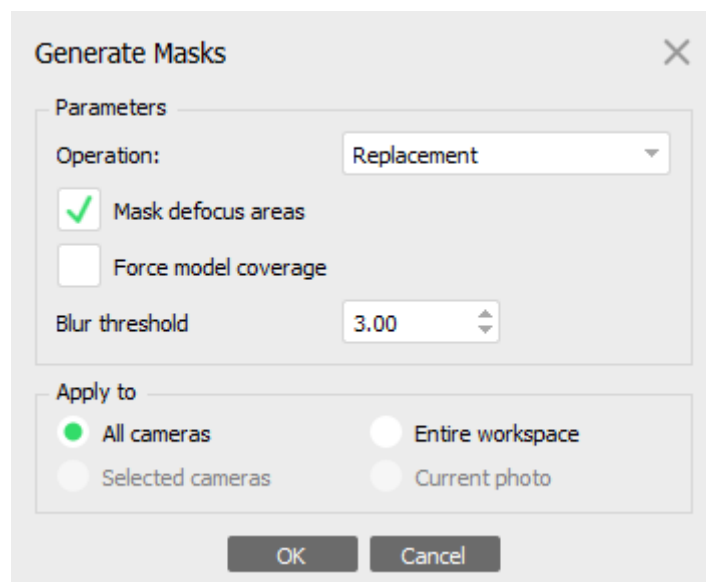 Generate Masks
Parameters
Operation: Replacement
Mask defocus areas
Force model coverage
Blur threshold 3.00
Apply to
All cameras Entire workspace
Selected cameras Current photo
OK Cancel